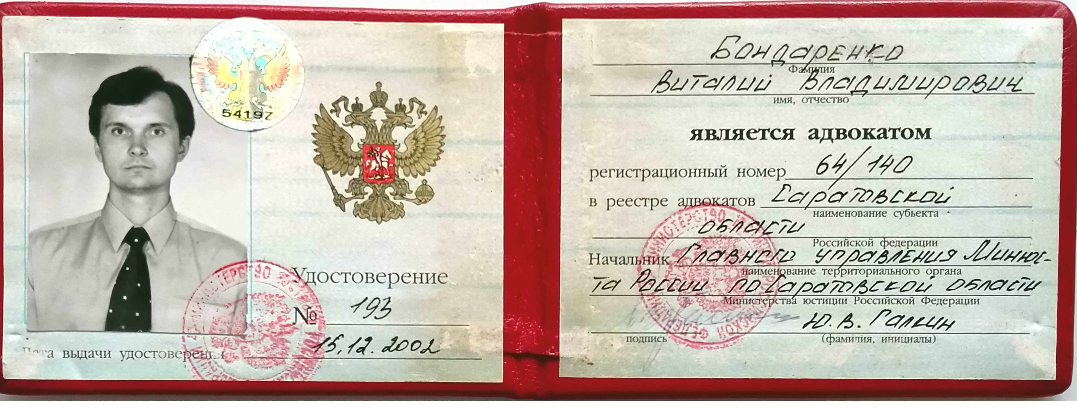 54197
Удостоверение
№ 193
Дата выдачи удостоверения 15.12.2002
Бондаренко
Фамилия
Виталий Владимирович
имя, отчество
является адвокатом
регистрационный номер 64/140
в реестре адвокатов Саратовской
наименование субъекта
области
Российской федерации
Начальник Главного управления Минюс-
наименование территориального органа
та России по Саратовской области
Министерства юстиции Российской Федерации
Ю.В. Галкин
подпись (фамилия, инициалы)
МИНИСТЕРСТВО